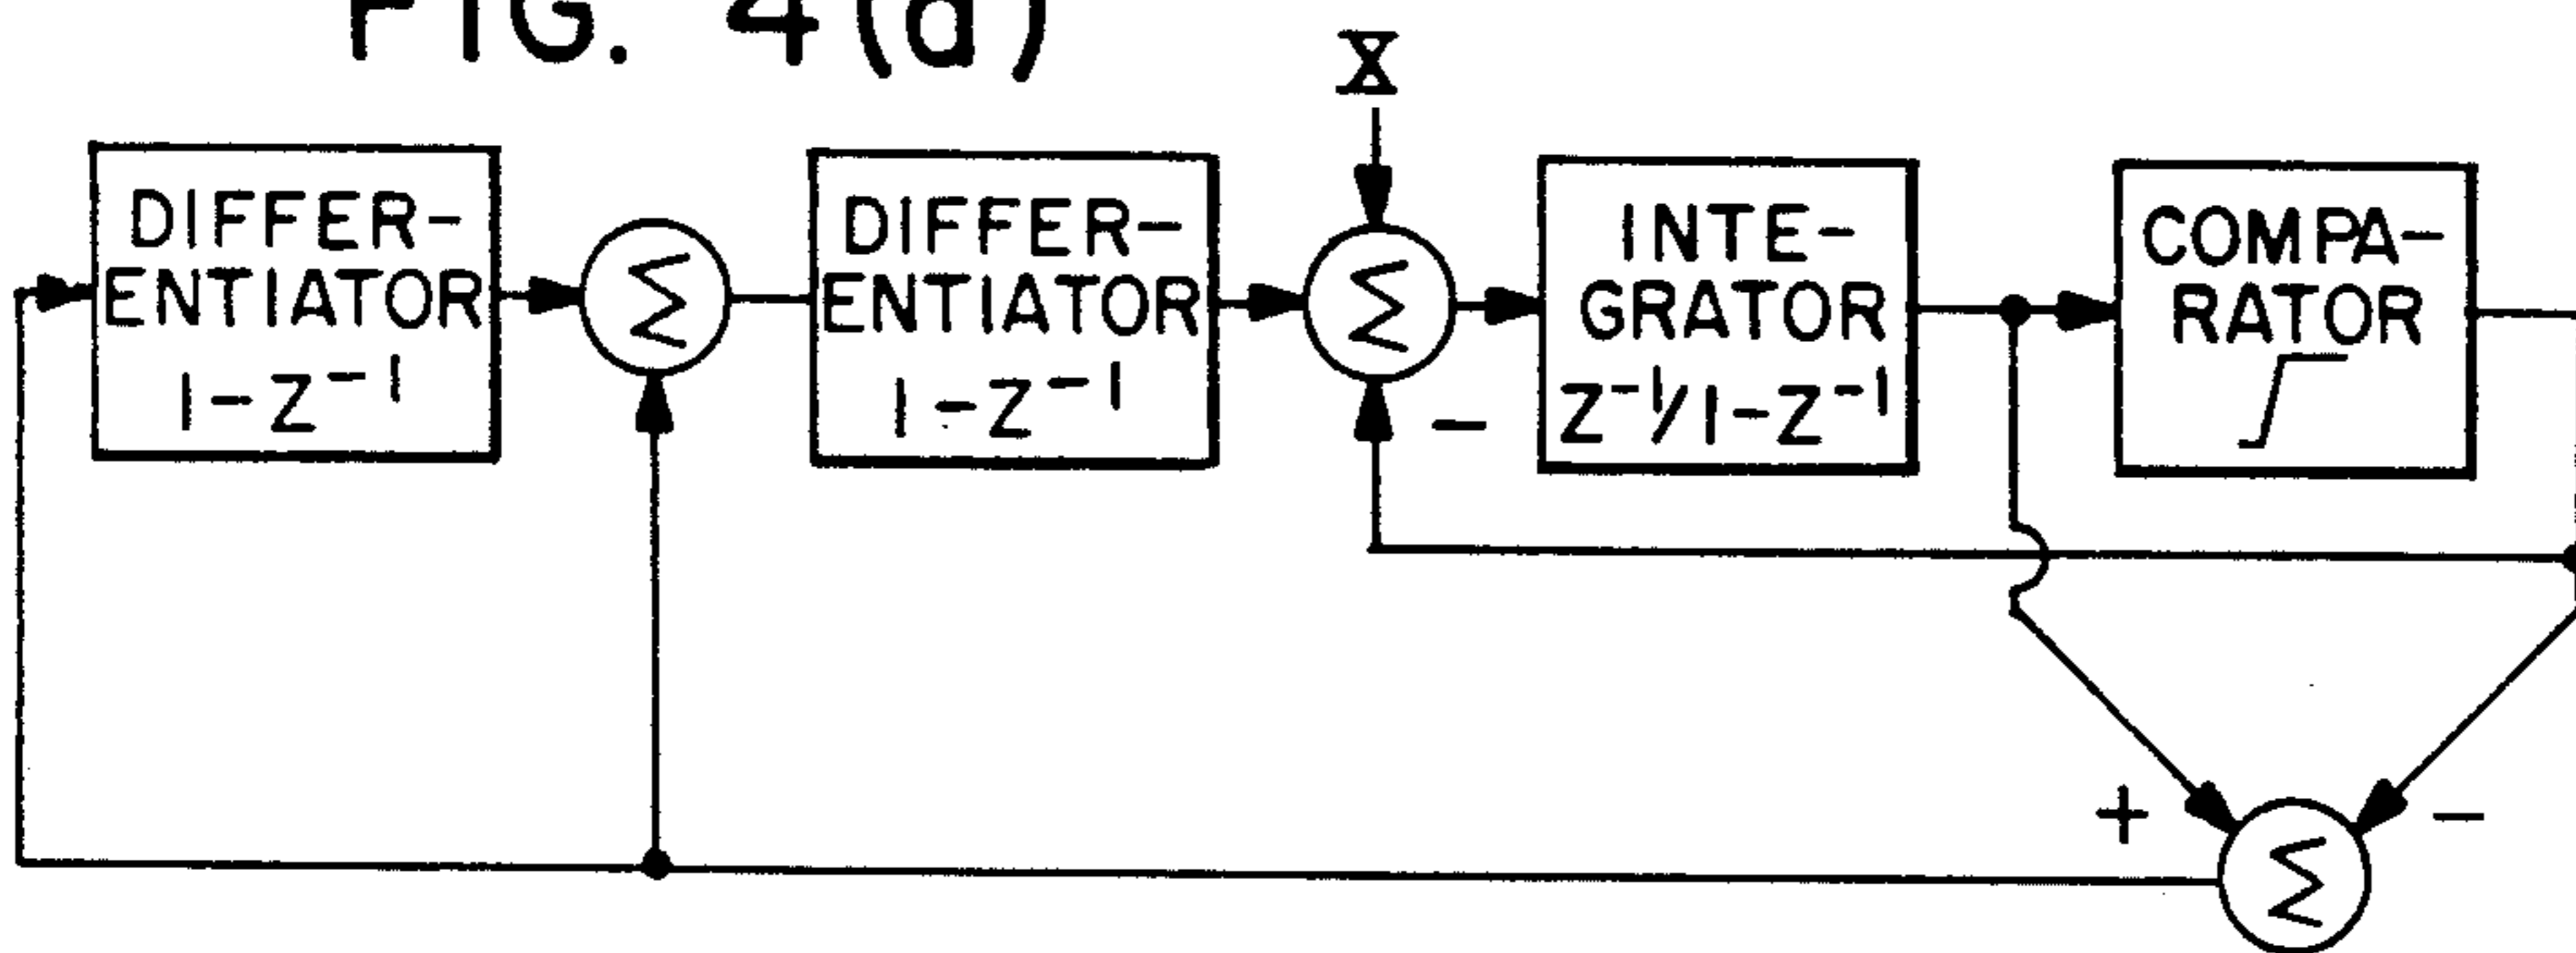 FIG. 4(d)
X
DIFFER-
ENTIATOR
1-Z⁻¹
Σ
DIFFER-
ENTIATOR
1-Z⁻¹
Σ
-
INTE-
GRATOR
Z⁻¹/1-Z⁻¹
COMPA-
RATOR
+
-
Σ